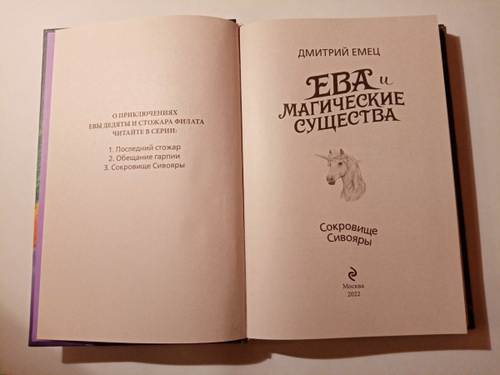 О ПРИКЛЮЧЕНИЯХ
ЕВЫ ДЕДЯТЫ И СТОЖАРА ФИЛАТА
ЧИТАЙТЕ В СЕРИИ:
1. Последний стожар
2. Обещание гарпии
3. Сокровище Сивояры
ДМИТРИЙ ЕМЕЦ
ЕВА и
МАГИЧЕСКИЕ
СУЩЕСТВА
Сокровище
Сивояры
Москва
2022